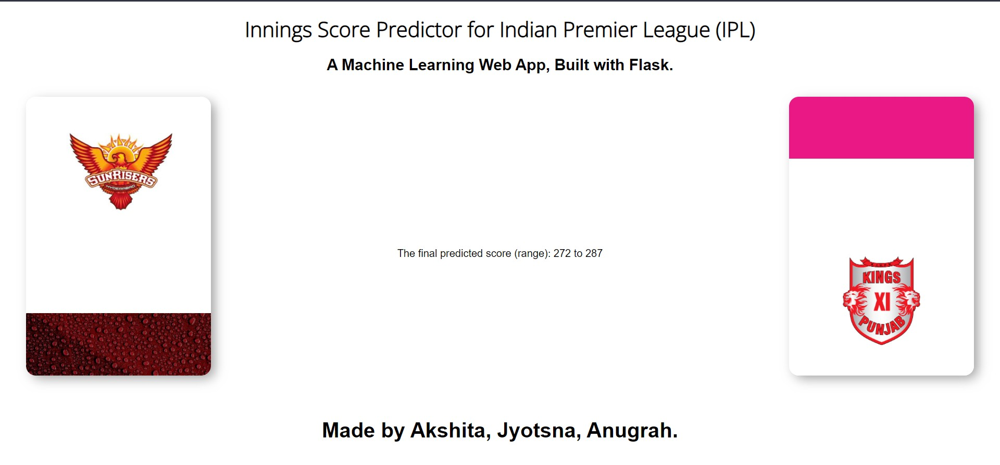 Innings Score Predictor for Indian Premier League (IPL)
A Machine Learning Web App, Built with Flask.
SUNRISERS
HYDERABAD
The final predicted score (range): 272 to 287
KINGS
XI
PUNJAB
Made by Akshita, Jyotsna, Anugrah.